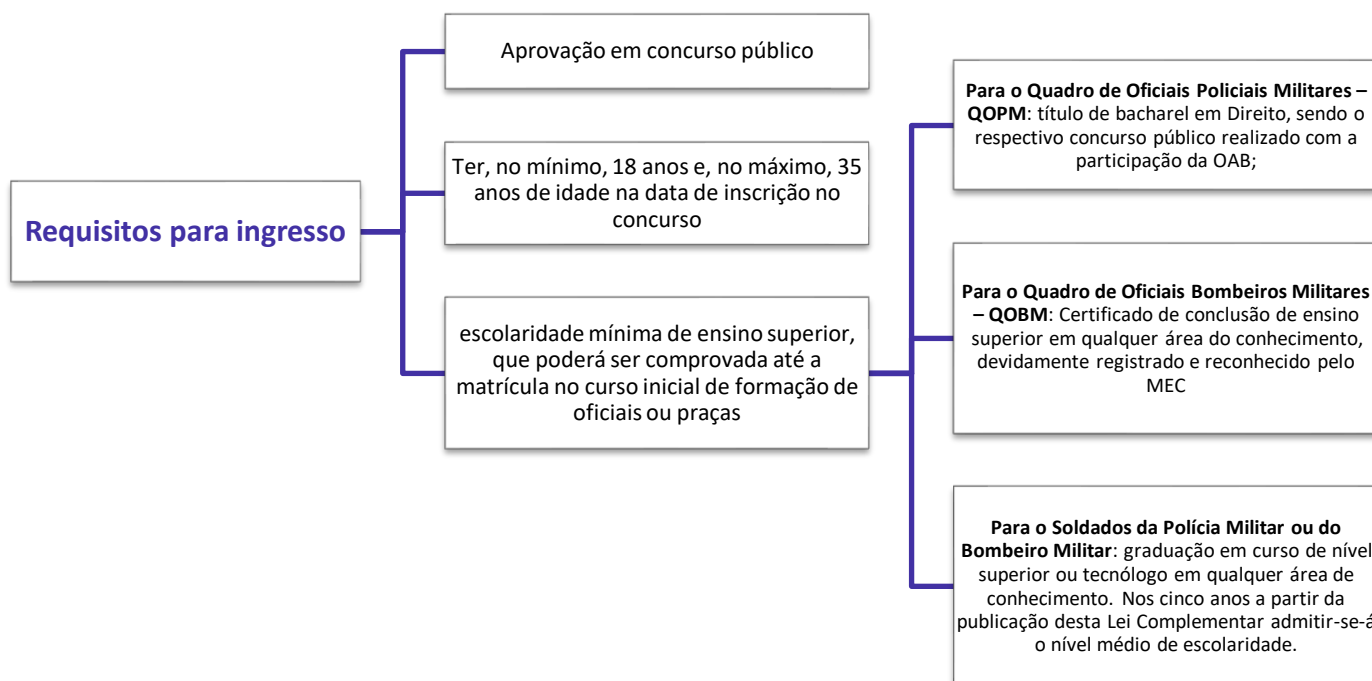 Requisitos para ingresso
Aprovação em concurso público
Ter, no mínimo, 18 anos e, no máximo, 35
anos de idade na data de inscrição no
concurso
escolaridade mínima de ensino superior,
que poderá ser comprovada até a
matrícula no curso inicial de formação de
oficiais ou praças
Para o Quadro de Oficiais Policiais Militares –
QOPM: título de bacharel em Direito, sendo o
respectivo concurso público realizado com a
participação da OAB;
Para o Quadro de Oficiais Bombeiros Militares
– QOBM: Certificado de conclusão de ensino
superior em qualquer área do conhecimento,
devidamente registrado e reconhecido pelo
MEC
Para o Soldados da Polícia Militar ou do
Bombeiro Militar: graduação em curso de nível
superior ou tecnólogo em qualquer área de
conhecimento. Nos cinco anos a partir da
publicação desta Lei Complementar admitir-se-á
o nível médio de escolaridade.